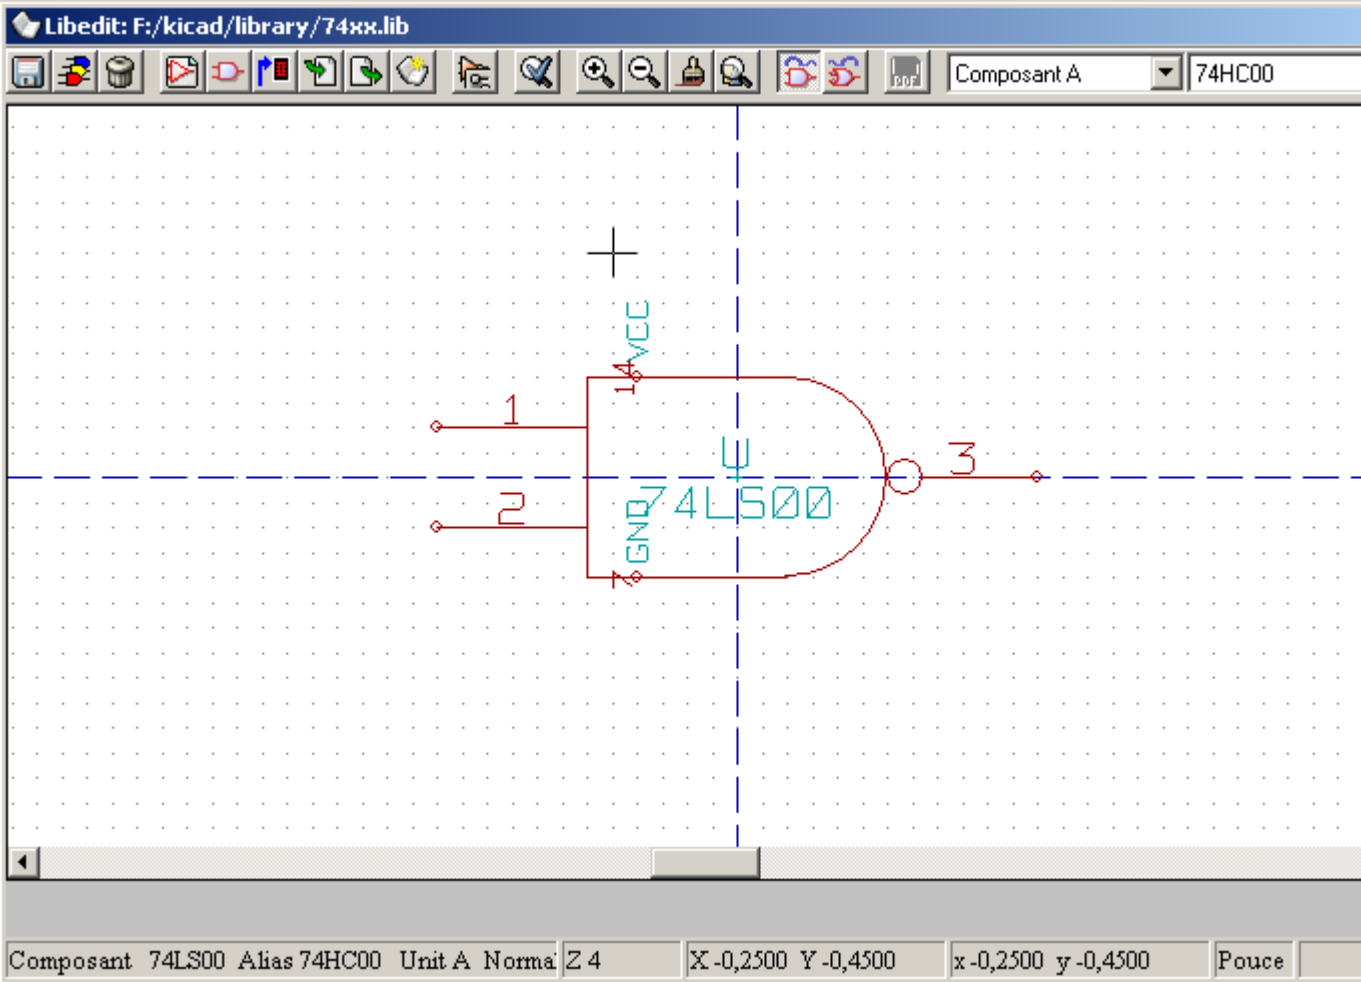 Libedit: F:/kicad/library/74xx.lib
PDF
Composant A
74HC00
VCC
14
1
U
3
2
74LS00
GND
7
Composant 74LS00 Alias 74HC00 Unit A Norma
Z 4
X -0,2500 Y -0,4500
x -0,2500 y -0,4500
Pouce